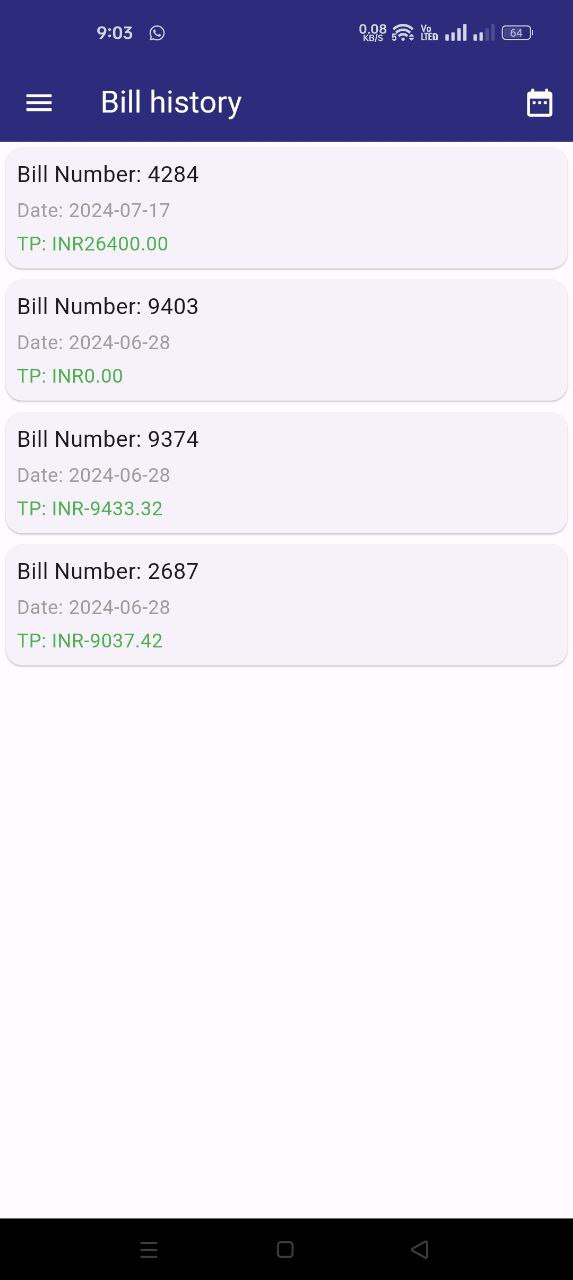 9:03
0.08
KB/S
5
Vo
LTE
64
Bill history
Bill Number: 4284
Date: 2024-07-17
TP: INR26400.00
Bill Number: 9403
Date: 2024-06-28
TP: INR0.00
Bill Number: 9374
Date: 2024-06-28
TP: INR-9433.32
Bill Number: 2687
Date: 2024-06-28
TP: INR-9037.42